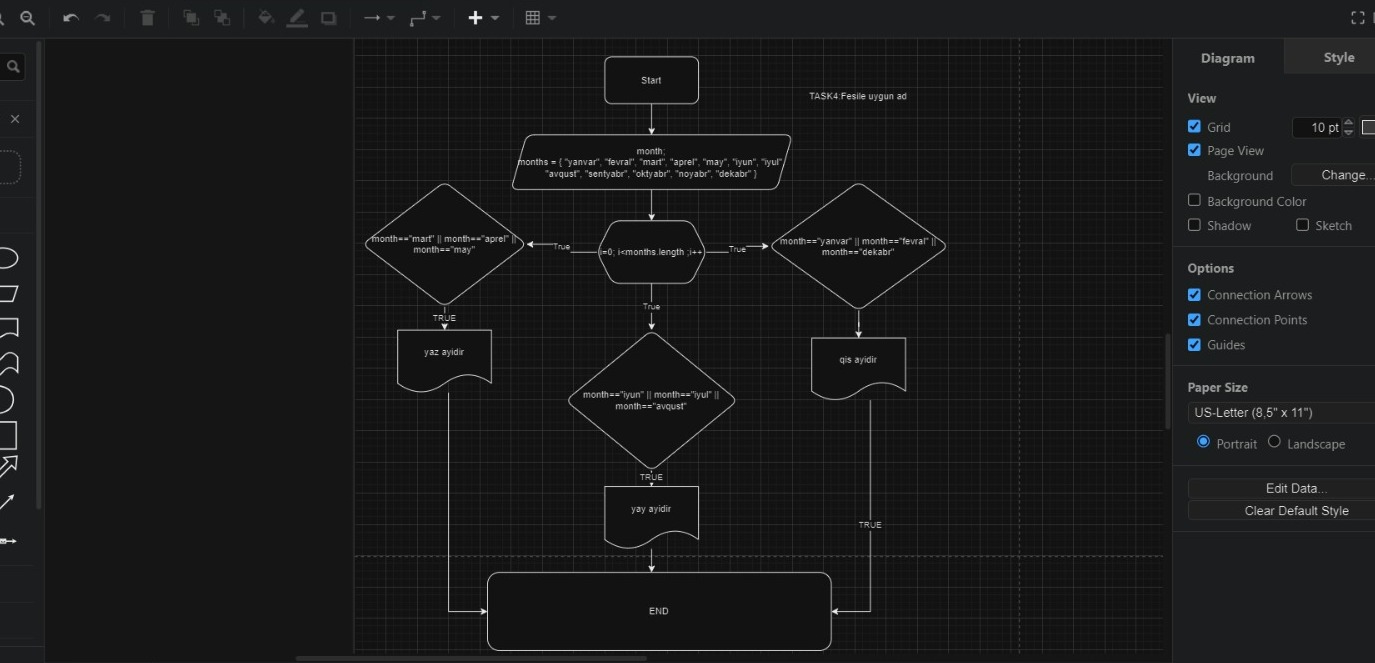 Diagram
Style
View
Grid
10 pt
Page View
Background
Change...
Background Color
Shadow
Sketch
Options
Connection Arrows
Connection Points
Guides
Paper Size
US-Letter (8,5" x 11")
Portrait
Landscape
Edit Data...
Clear Default Style
Start
TASK4:Fesile uygun ad
month;
months = { "yanvar", "fevral", "mart", "aprel", "may", "iyun", "iyul"
"avqust", "sentyabr", "oktyabr", "noyabr", "dekabr" }
month=="mart" || month=="aprel" ||
month=="may"
True
i=0; i<months.length ;i++
True
month=="yanvar" || month=="fevral" ||
month=="dekabr"
True
TRUE
yaz ayidir
qis ayidir
month=="iyun" || month=="iyul" ||
month=="avqust"
TRUE
yay ayidir
TRUE
END